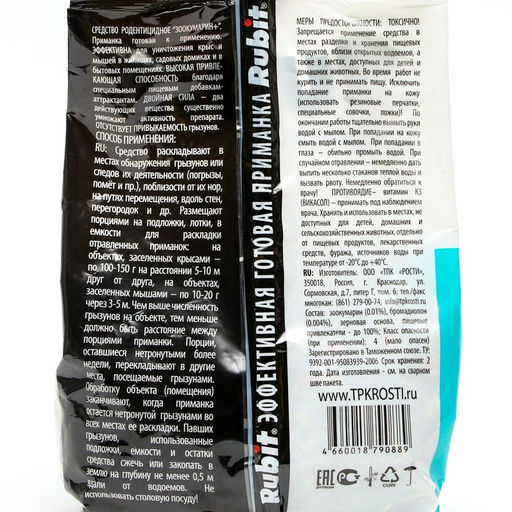 СРЕДСТВО РОДЕНТИЦИДНОЕ "ЗООКУМАРИН+".
Приманка готовая к применению.
ЭФФЕКТИВНА для уничтожения крыс и
мышей в жилищах, садовых домиках и в
бытовых помещениях. ВЫСОКАЯ ПРИВЛЕ-
КАЮЩАЯ СПОСОБНОСТЬ благодаря
специальным пищевым добавкам-
аттрактантам. ДВОЙНАЯ СИЛА – два
действующих вещества существенно
умножают активность препарата.
ОТСУТСТВУЕТ ПРИВЫКАЕМОСТЬ грызунов.
СПОСОБ ПРИМЕНЕНИЯ:
RU: Средство раскладывают в
местах обнаружения грызунов или
следов их деятельности (погрызы,
помёт и пр.), поблизости от их нор,
на путях перемещения, вдоль стен,
перегородок и др. Размещают
порциями на подложки, лотки, в
емкости для раскладки
отравленных приманок: на
объектах, заселенных крысами –
по 100-150 г на расстоянии 5-10 м
друг от друга, на объектах,
заселенных мышами – по 10-20 г
через 3-5 м. Чем выше численность
грызунов на объекте, тем меньше
должно быть расстояние между
порциями приманки. Порции,
оставшиеся нетронутыми более
недели, перекладывают в другие
места, посещаемые грызунами.
Обработку объекта (помещения)
заканчивают, когда приманка
остается нетронутой грызунами во
всех местах ее раскладки. Павших
грызунов, использованные
подложки, емкости и остатки
средства сжечь или закопать в
землю на глубину не менее 0,5 м
вдали от водоемов. Не
использовать столовую посуду!
Rubit® ЭФФЕКТИВНАЯ ГОТОВАЯ ПРИМАНКА Rubit®
МЕРЫ ПРЕДОСТОРОЖНОСТИ: ТОКСИЧНО!
Запрещается применение средства в
местах разделки и хранения пищевых
продуктов, вблизи открытых водоемов,
а также в местах, доступных для детей и
домашних животных. Во время работ не
курить и не принимать пищу. Исключить
попадание приманки на кожу
(использовать резиновые перчатки,
специальные совочки, ложки)! По
окончании работы тщательно вымыть руки
водой с мылом. При попадании на кожу
смыть водой с мылом. При попадании в
глаза – обильно промыть водой. При
случайном отравлении – немедленно дать
выпить несколько стаканов теплой воды и
вызвать рвоту. Немедленно обратиться к
врачу! ПРОТИВОЯДИЕ– витамин К3
(ВИКАСОЛ) – принимают под наблюдением
врача. Хранить и использовать в местах, не
доступных для детей, домашних и
сельскохозяйственных животных, отдельно
от пищевых продуктов, лекарственных
средств, фуража, источников воды при
температуре от -20°С до +40°С.
RU: Изготовитель: ООО «ТПК «РОСТИ»,
350018, Россия, г. Краснодар, ул.
Сормовская, д.7, литер Г, пом. 6; тел./факс
многокан. (861) 279-00-74; info@tpkrosti.ru
Состав: зоокумарин (0.01%), бромадиолон
(0.004%), зерновая основа, пищевые
привлекатели – до 100%; Класс опасности
(при применении): 4 (мало опасен)
Зарегистрировано в Таможенном союзе. ТУ:
9392-001-95083939-2006. Срок хранения: 2
года. Дата изготовления - см. на сварном
шве пакета.
www.TPKROSTI.ru
4 660018 790889
EAC